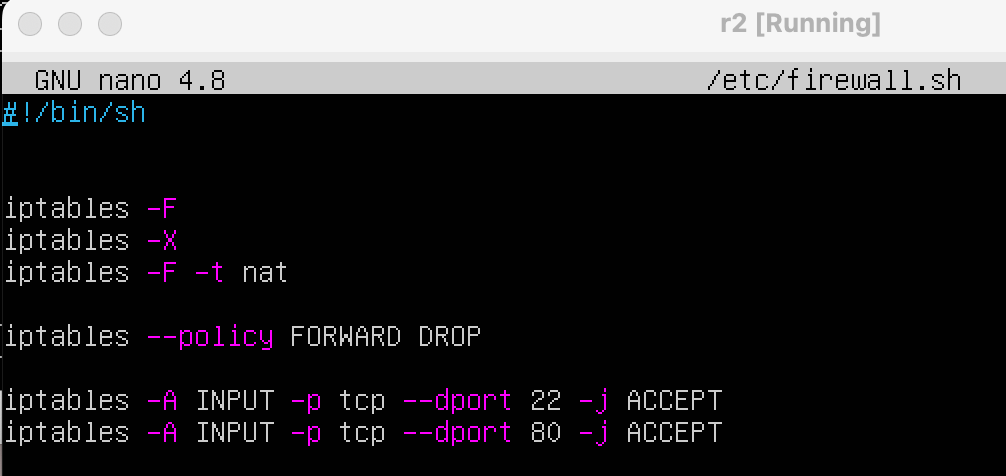 r2 [Running]
GNU nano 4.8 /etc/firewall.sh
#!/bin/sh
iptables -F
iptables -X
iptables -F -t nat
iptables --policy FORWARD DROP
iptables -A INPUT -p tcp --dport 22 -j ACCEPT
iptables -A INPUT -p tcp --dport 80 -j ACCEPT